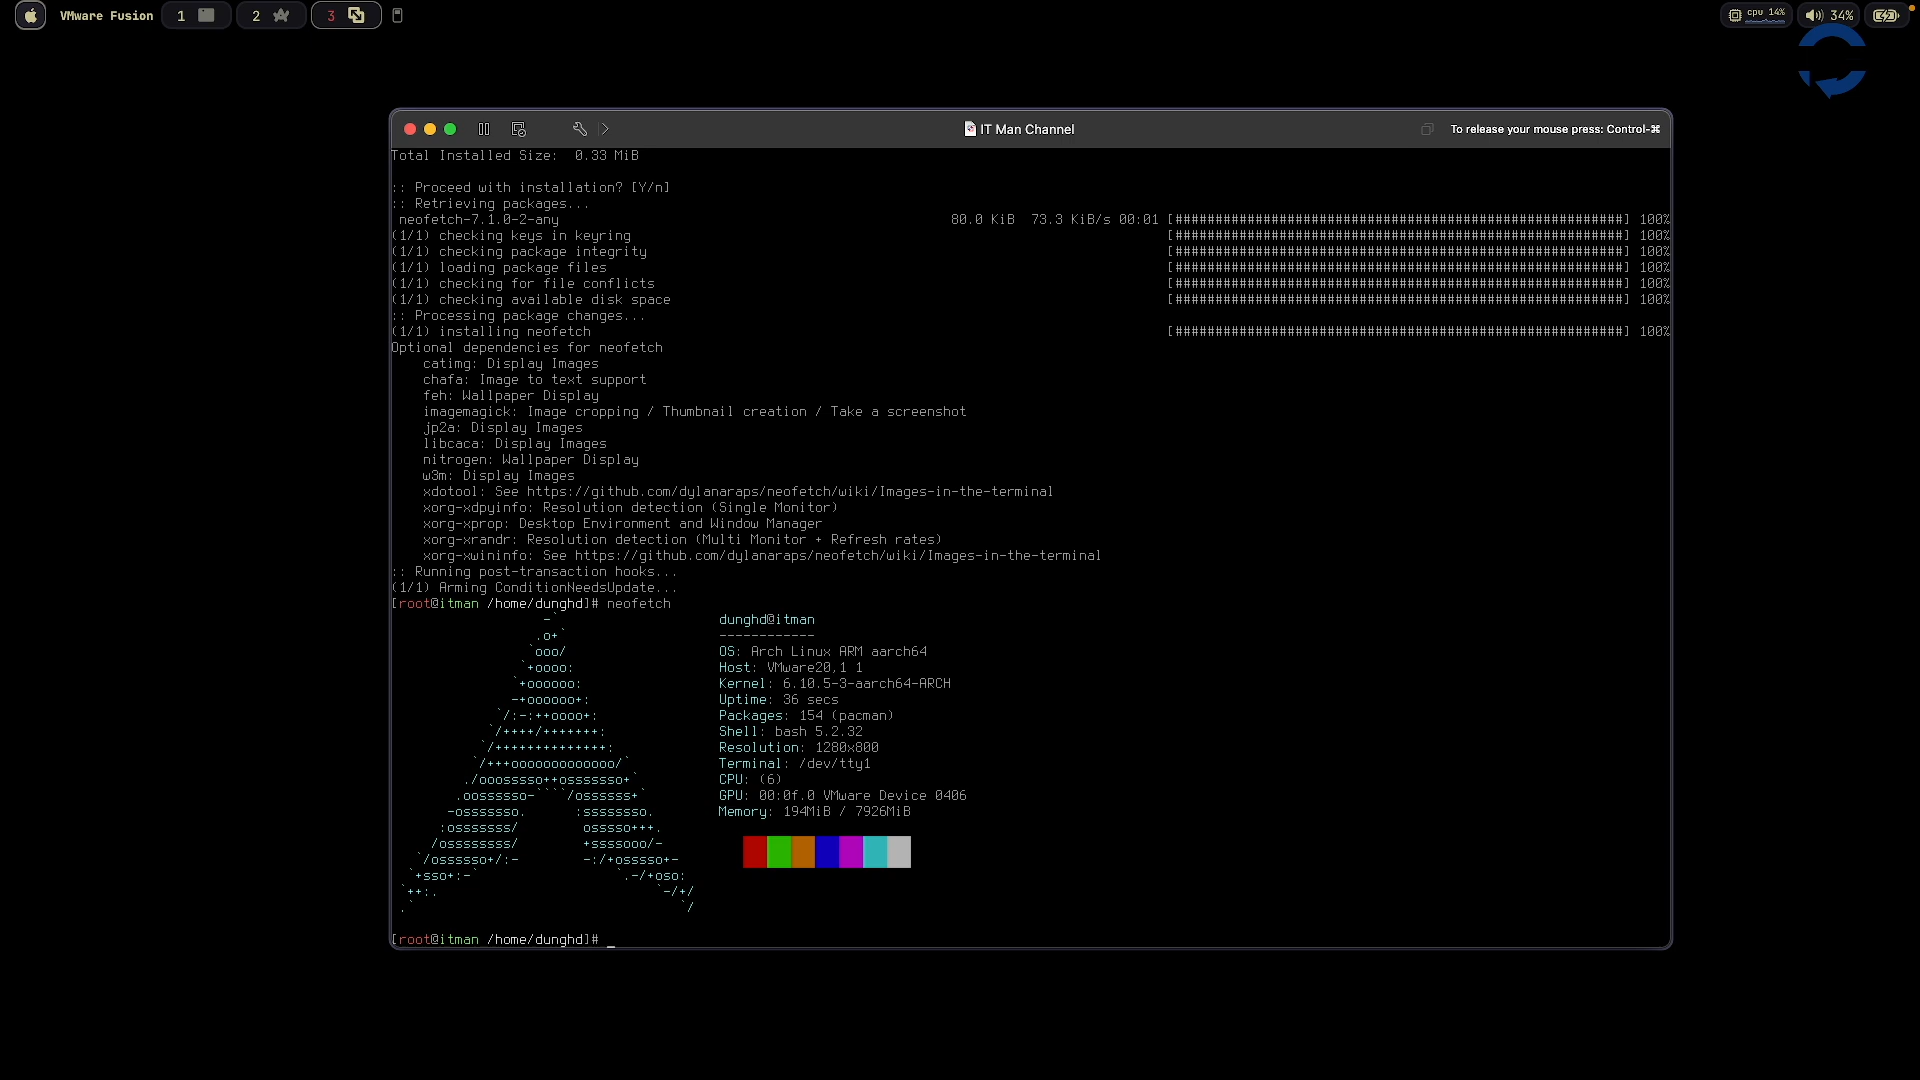 VMware Fusion 1 2 3 cpu 14% 34%
IT Man Channel To release your mouse press: Control-⌘
Total Installed Size:  0.33 MiB
:: Proceed with installation? [Y/n]
:: Retrieving packages...
neofetch-7.1.0-2-any 80.0 KiB  73.3 KiB/s 00:01 [########################################################] 100%
(1/1) checking keys in keyring [########################################################] 100%
(1/1) checking package integrity [########################################################] 100%
(1/1) loading package files [########################################################] 100%
(1/1) checking for file conflicts [########################################################] 100%
(1/1) checking available disk space [########################################################] 100%
:: Processing package changes...
(1/1) installing neofetch [########################################################] 100%
Optional dependencies for neofetch
catimg: Display Images
chafa: Image to text support
feh: Wallpaper Display
imagemagick: Image cropping / Thumbnail creation / Take a screenshot
jp2a: Display Images
libcaca: Display Images
nitrogen: Wallpaper Display
w3m: Display Images
xdotool: See https://github.com/dylanaraps/neofetch/wiki/Images-in-the-terminal
xorg-xdpyinfo: Resolution detection (Single Monitor)
xorg-xprop: Desktop Environment and Window Manager
xorg-xrandr: Resolution detection (Multi Monitor + Refresh rates)
xorg-xwininfo: See https://github.com/dylanaraps/neofetch/wiki/Images-in-the-terminal
:: Running post-transaction hooks...
(1/1) Arming ConditionNeedsUpdate...
[root@itman /home/dunghd]# neofetch
dunghd@itman
------------
OS: Arch Linux ARM aarch64
Host: VMware20,1 1
Kernel: 6.10.5-3-aarch64-ARCH
Uptime: 36 secs
Packages: 154 (pacman)
Shell: bash 5.2.32
Resolution: 1280x800
Terminal: /dev/tty1
CPU: (6)
GPU: 00:0f.0 VMware Device 0406
Memory: 194MiB / 7926MiB
[root@itman /home/dunghd]# _